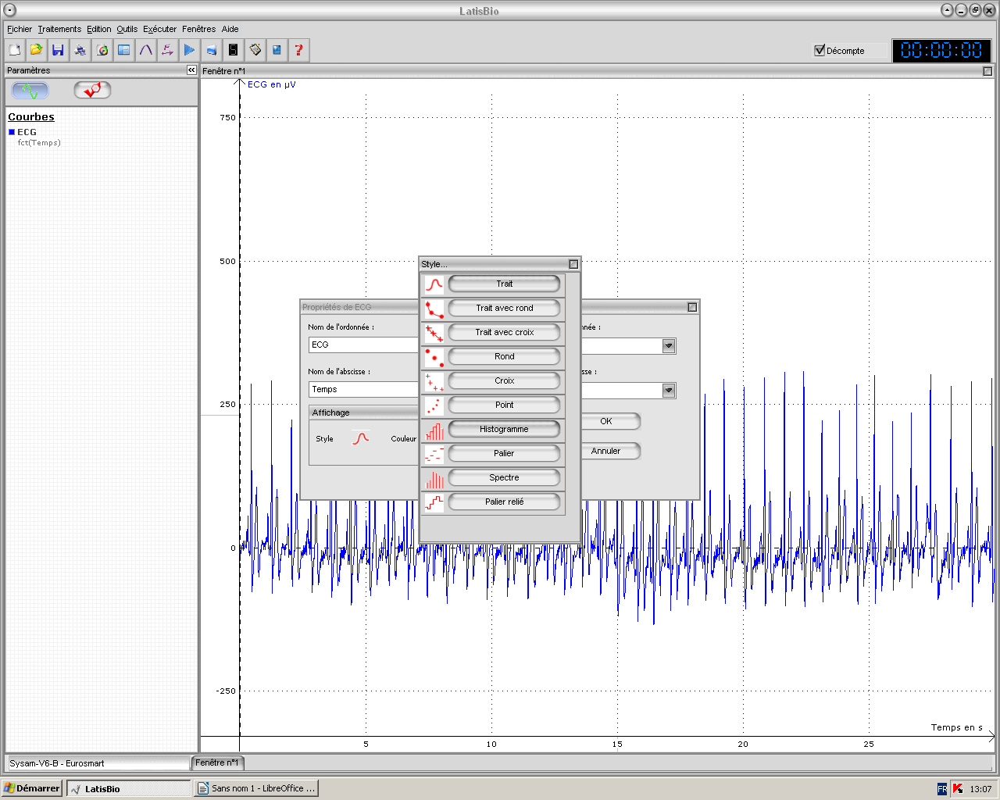 LatisBio
Fichier Traitements Edition Outils Exécuter Fenêtres Aide
Décompte
00:00:00
Paramètres
Fenêtre n°1
ECG en µV
Courbes
ECG
fct(Temps)
750
500
250
0
-250
Style...
Trait
Trait avec rond
Trait avec croix
Rond
Croix
Point
Histogramme
Palier
Spectre
Palier relié
Propriétés de ECG
Nom de l'ordonnée :
née :
ECG
Nom de l'abscisse :
sse :
Temps
Affichage
Style
Couleur
OK
Annuler
Temps en s
5 10 15 20 25
Sysam-V6-B - Eurosmart
Fenêtre n°1
Démarrer
LatisBio
Sans nom 1 - LibreOffice ...
FR
13:07